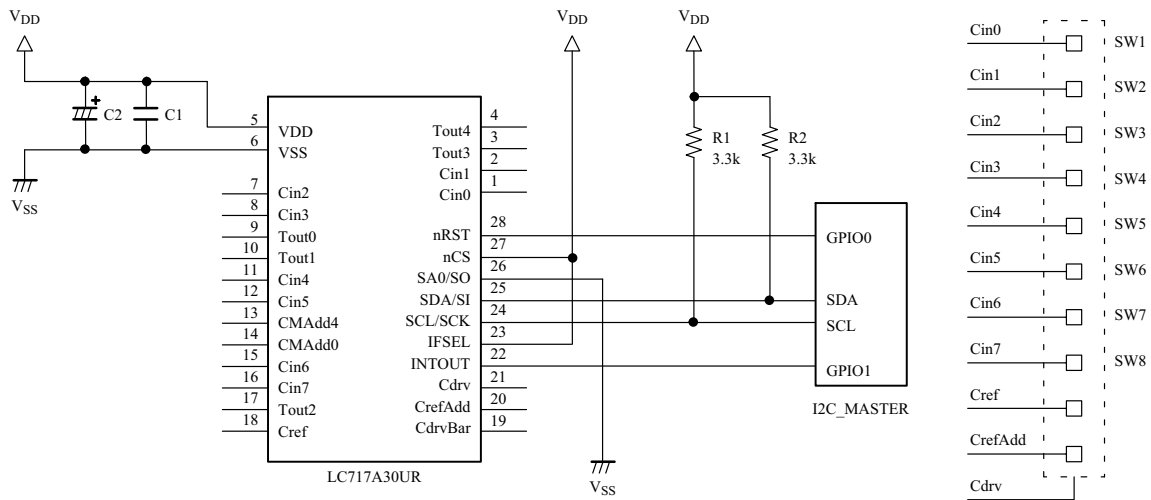 VDD
VDD
VDD
+
C2
C1
VSS
5
VDD
6
VSS
7
Cin2
8
Cin3
9
Tout0
10
Tout1
11
Cin4
12
Cin5
13
CMAdd4
14
CMAdd0
15
Cin6
16
Cin7
17
Tout2
18
Cref
4
Tout4
3
Tout3
2
Cin1
1
Cin0
28
nRST
27
nCS
26
SA0/SO
25
SDA/SI
24
SCL/SCK
23
IFSEL
22
INTOUT
21
Cdrv
20
CrefAdd
19
CdrvBar
LC717A30UR
VSS
R1
3.3k
R2
3.3k
GPIO0
SDA
SCL
GPIO1
I2C_MASTER
Cin0
SW1
Cin1
SW2
Cin2
SW3
Cin3
SW4
Cin4
SW5
Cin5
SW6
Cin6
SW7
Cin7
SW8
Cref
CrefAdd
Cdrv